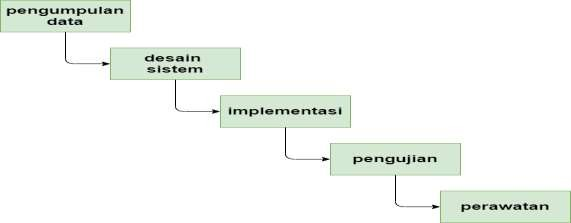 pengumpulan
data
desain
sistem
implementasi
pengujian
perawatan